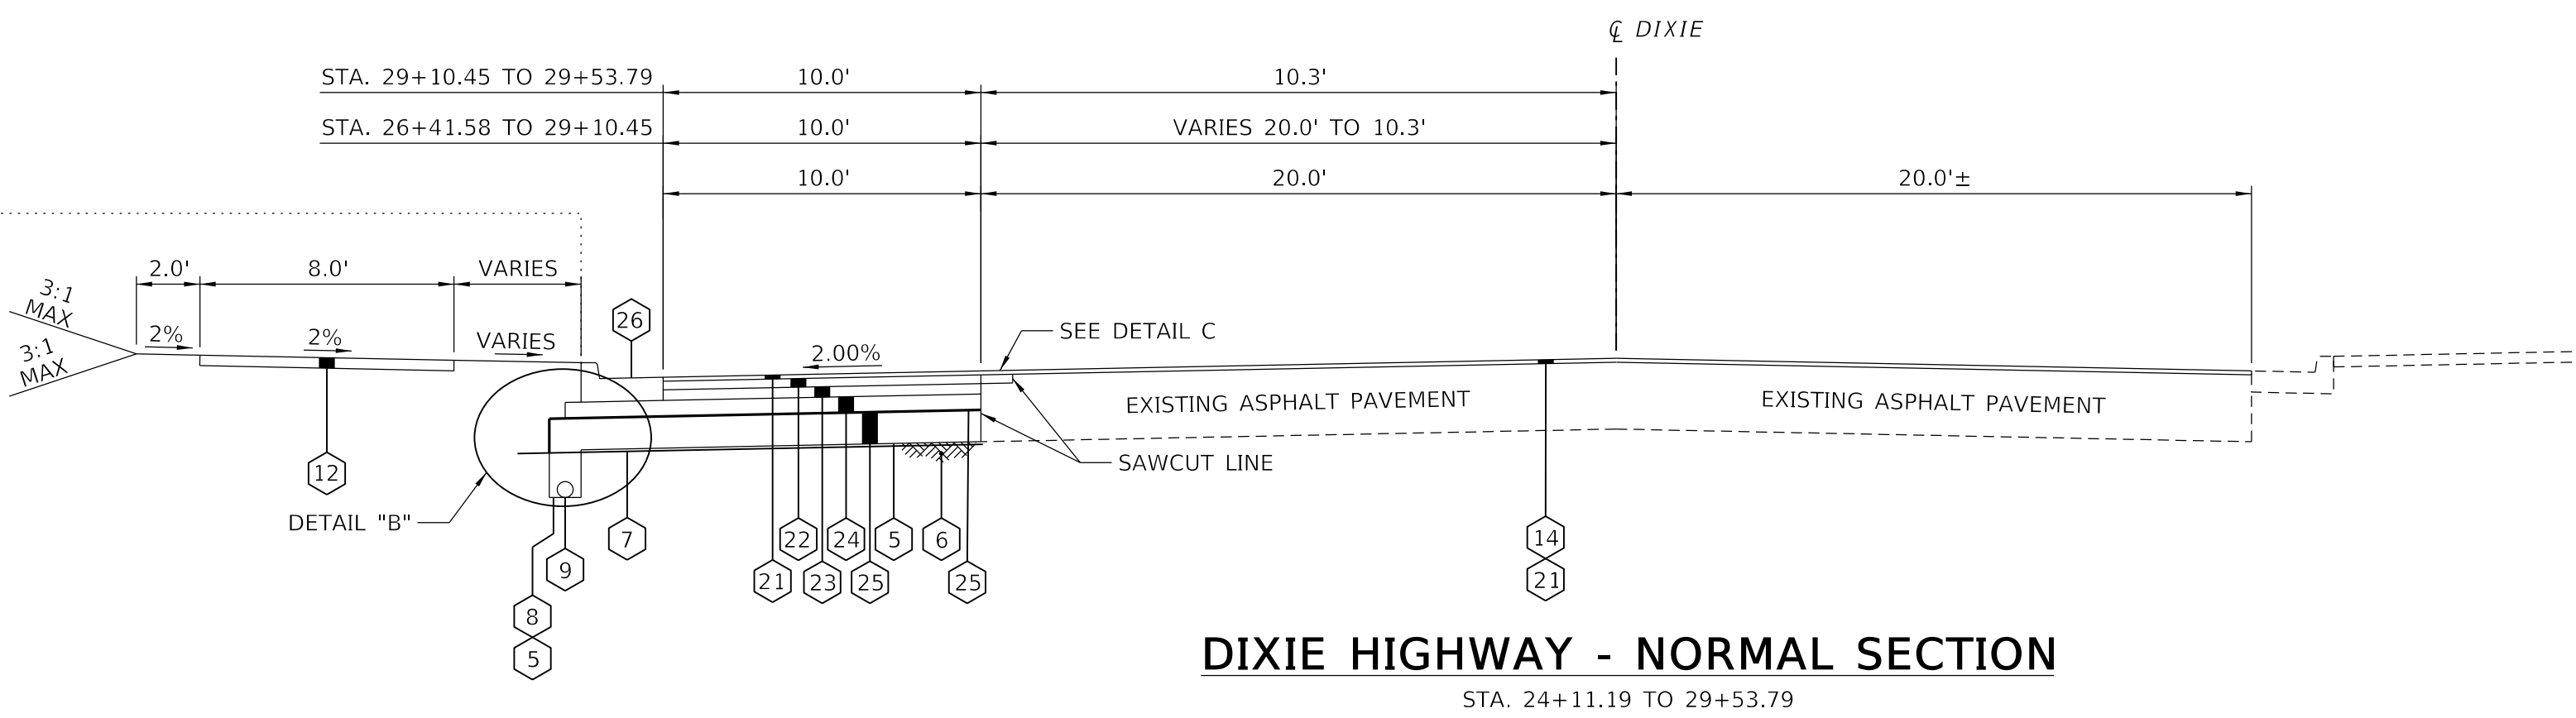 ℄ DIXIE
STA. 29+10.45 TO 29+53.79 10.0' 10.3'
STA. 26+41.58 TO 29+10.45 10.0' VARIES 20.0' TO 10.3'
10.0' 20.0' 20.0'±
2.0' 8.0' VARIES
3:1
MAX
3:1
MAX
2% 2% VARIES
26
SEE DETAIL C
2.00%
EXISTING ASPHALT PAVEMENT EXISTING ASPHALT PAVEMENT
SAWCUT LINE
12
DETAIL "B"
7 22 24 5 6 14
9 21 23 25 25 21
8
5
DIXIE HIGHWAY - NORMAL SECTION
STA. 24+11.19 TO 29+53.79